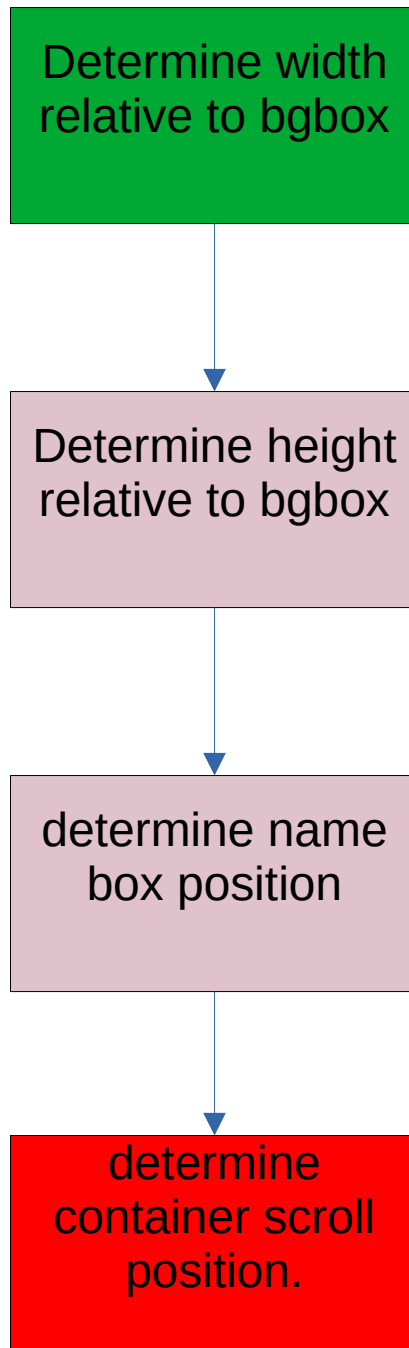 Determine width
relative to bgbox
Determine height
relative to bgbox
determine name
box position
determine
container scroll
position.